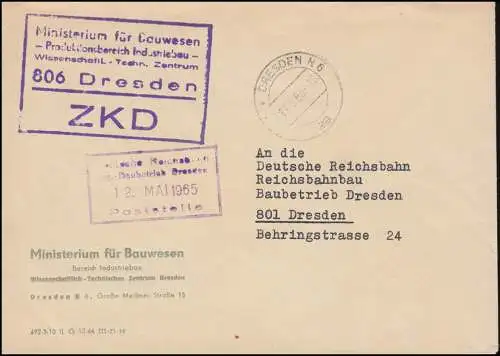 Ministerium für Bauwesen
- Produktionsbereich Industriebau -
Wissenschaftl. - Techn. Zentrum
806 Dresden
ZKD
DRESDEN N 6
An die
Deutsche Reichsbahn
Reichsbahnbau
Baubetrieb Dresden
801 Dresden
Behringstrasse 24
Reichsbahn
Baubetrieb Dresden
12. MAI 1965
Poststelle
Ministerium für Bauwesen
Bereich Industriebau
Wissenschaftlich-Technisches Zentrum Dresden
Dresden N 6, Große Meißner Straße 15